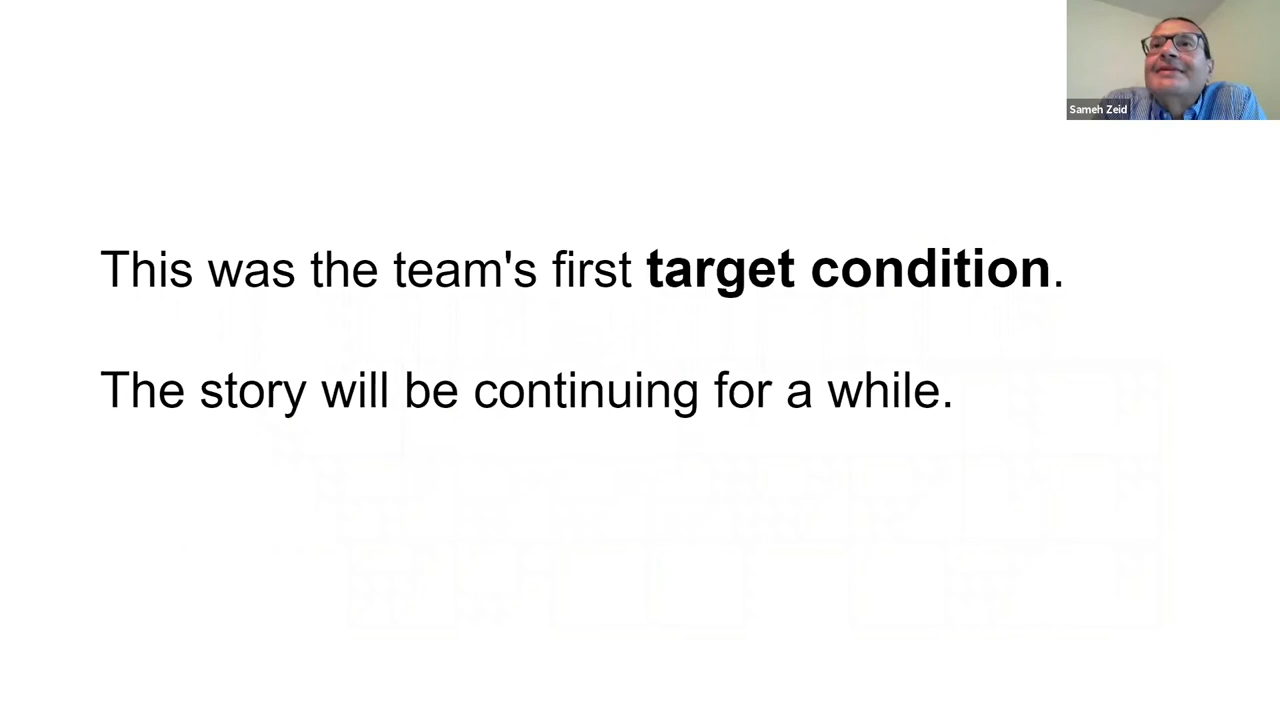 Sameh Zeid
This was the team's first target condition.
The story will be continuing for a while.